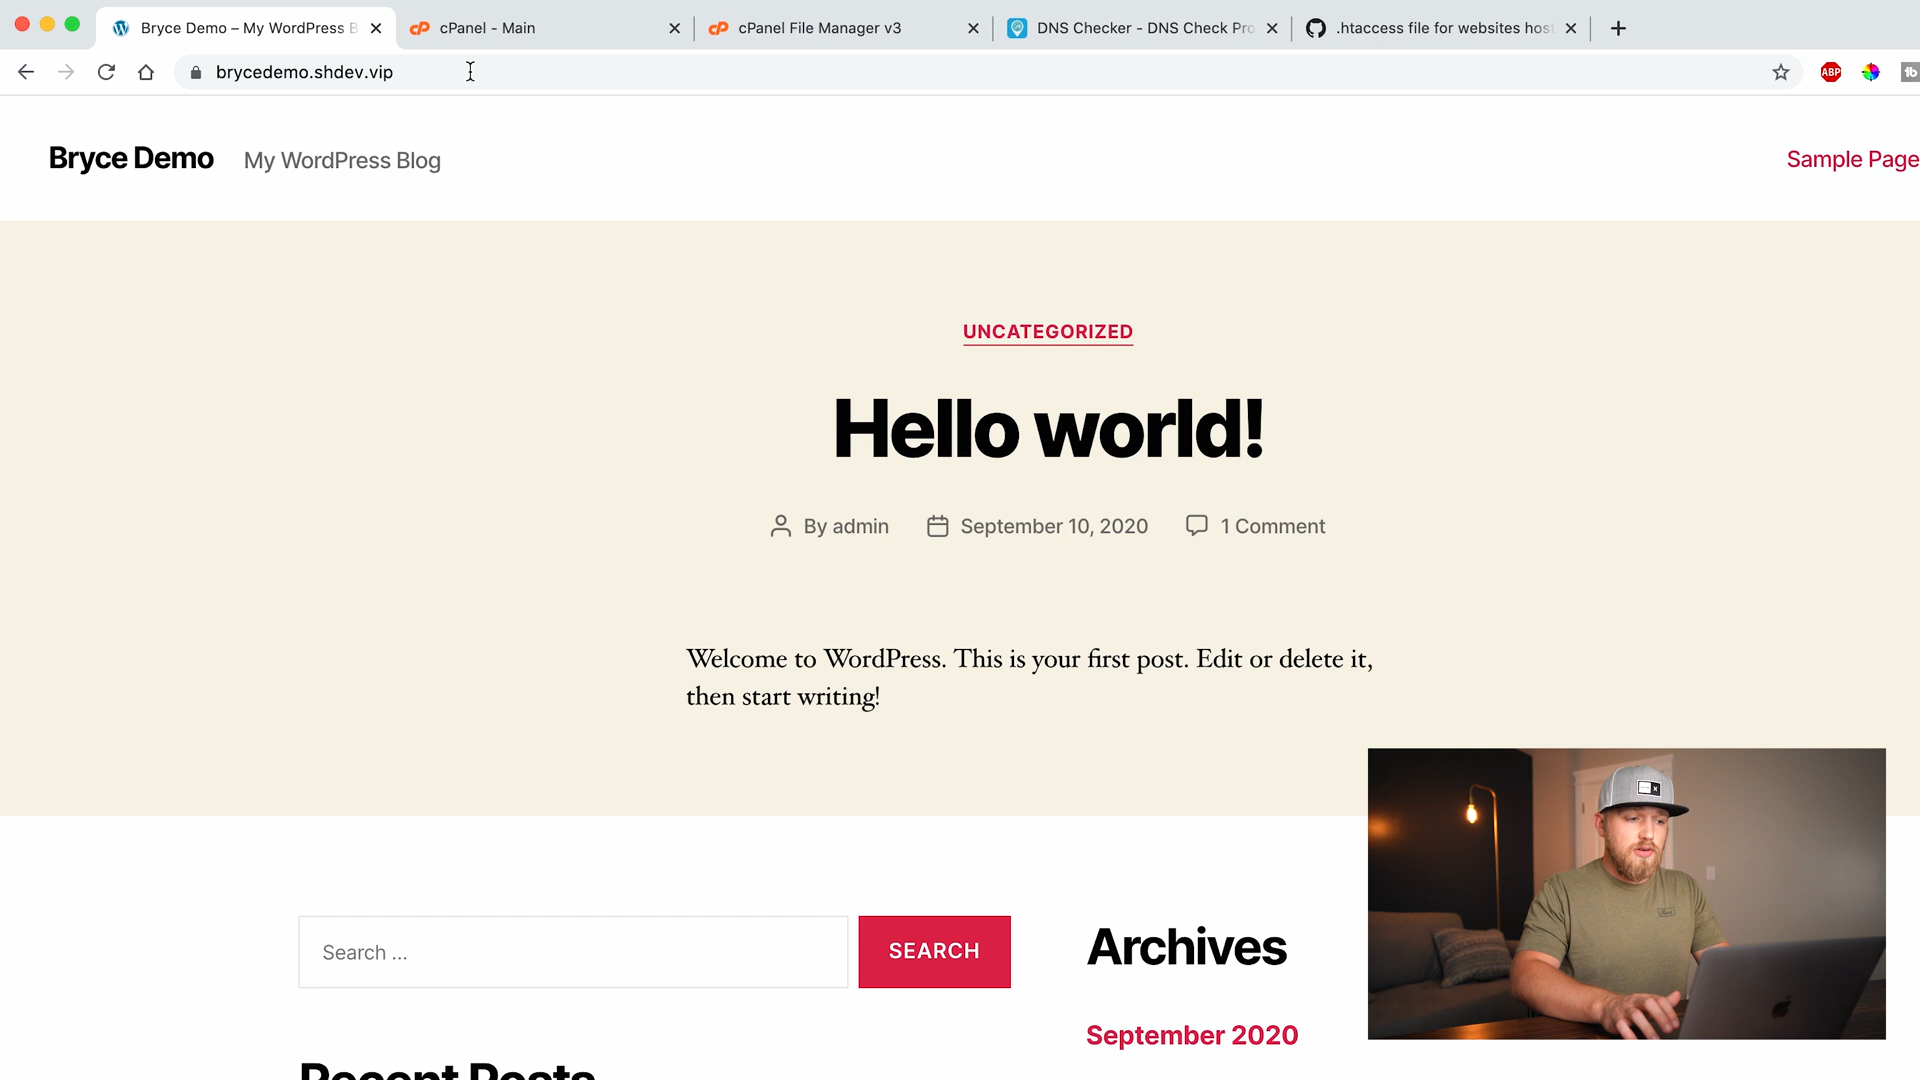 Bryce Demo – My WordPress B
cPanel - Main
cPanel File Manager v3
DNS Checker - DNS Check Pro
.htaccess file for websites host
brycedemo.shdev.vip
ABP
tb
Bryce Demo
My WordPress Blog
Sample Page
UNCATEGORIZED
Hello world!
By admin
September 10, 2020
1 Comment
Welcome to WordPress. This is your first post. Edit or delete it,
then start writing!
Search ...
SEARCH
Archives
September 2020
Recent Posts